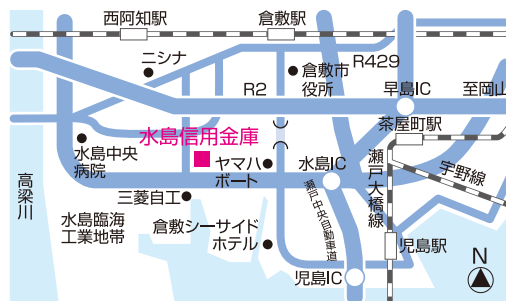 西阿知駅
倉敷駅
ニシナ
R429
倉敷市
役所
R2
早島IC
至岡山
水島信用金庫
茶屋町駅
水島中央
病院
ヤマハ
ボート
水島IC
瀬戸大橋線
宇野線
高梁川
三菱自工
瀬戸中央自動車道
水島臨海
工業地帯
倉敷シーサイド
ホテル
児島駅
児島IC
N